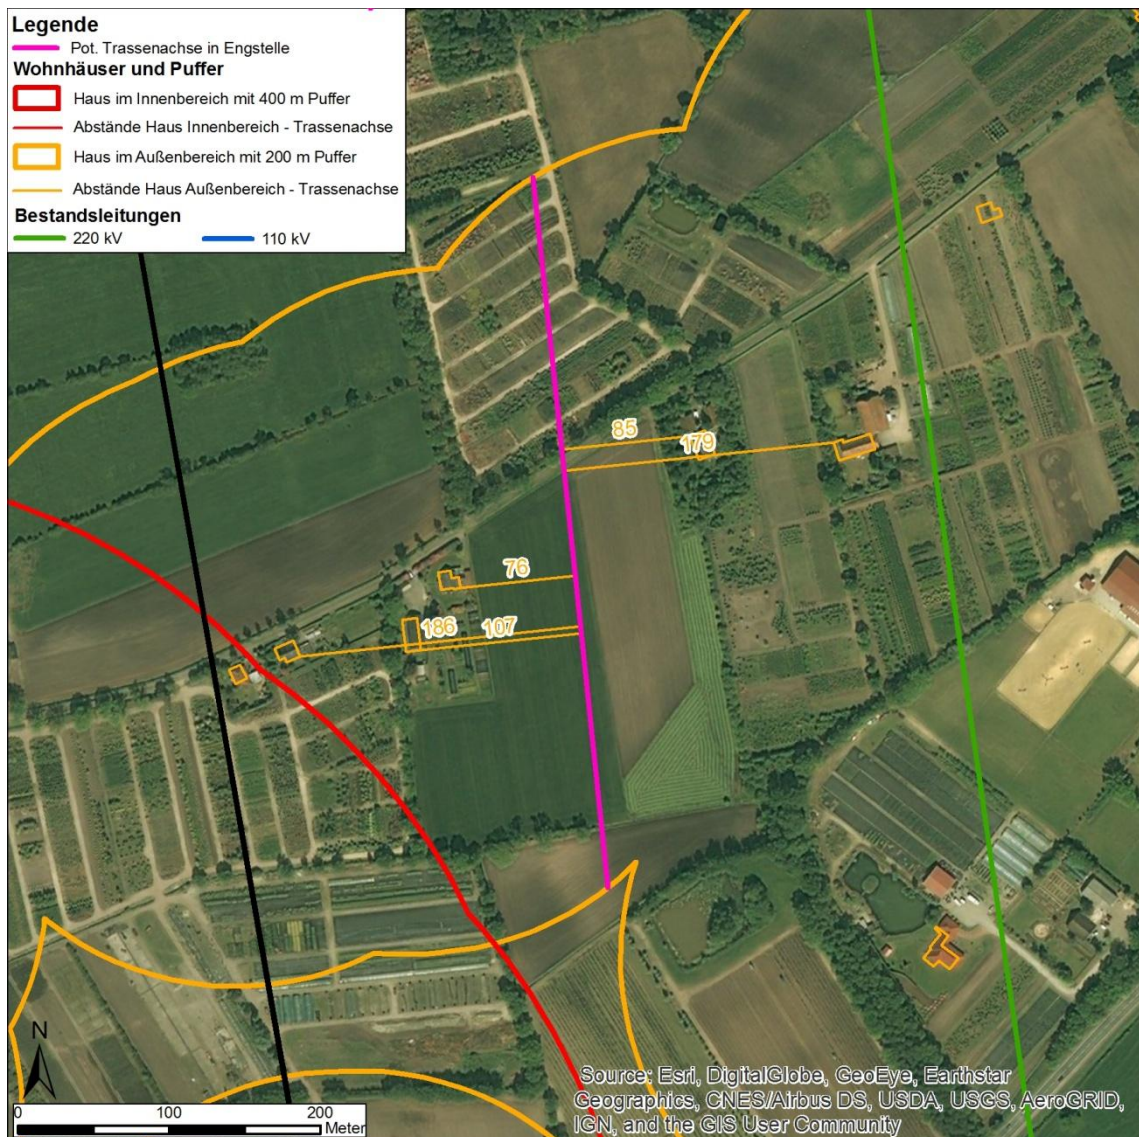 Legende
Pot. Trassenachse in Engstelle
Wohnhäuser und Puffer
Haus im Innenbereich mit 400 m Puffer
Abstände Haus Innenbereich - Trassenachse
Haus im Außenbereich mit 200 m Puffer
Abstände Haus Außenbereich - Trassenachse
Bestandsleitungen
220 kV 110 kV
85
179
76
186 107
N
0 100 200
Meter
Source: Esri, DigitalGlobe, GeoEye, Earthstar
Geographics, CNES/Airbus DS, USDA, USGS, AeroGRID,
IGN, and the GIS User Community